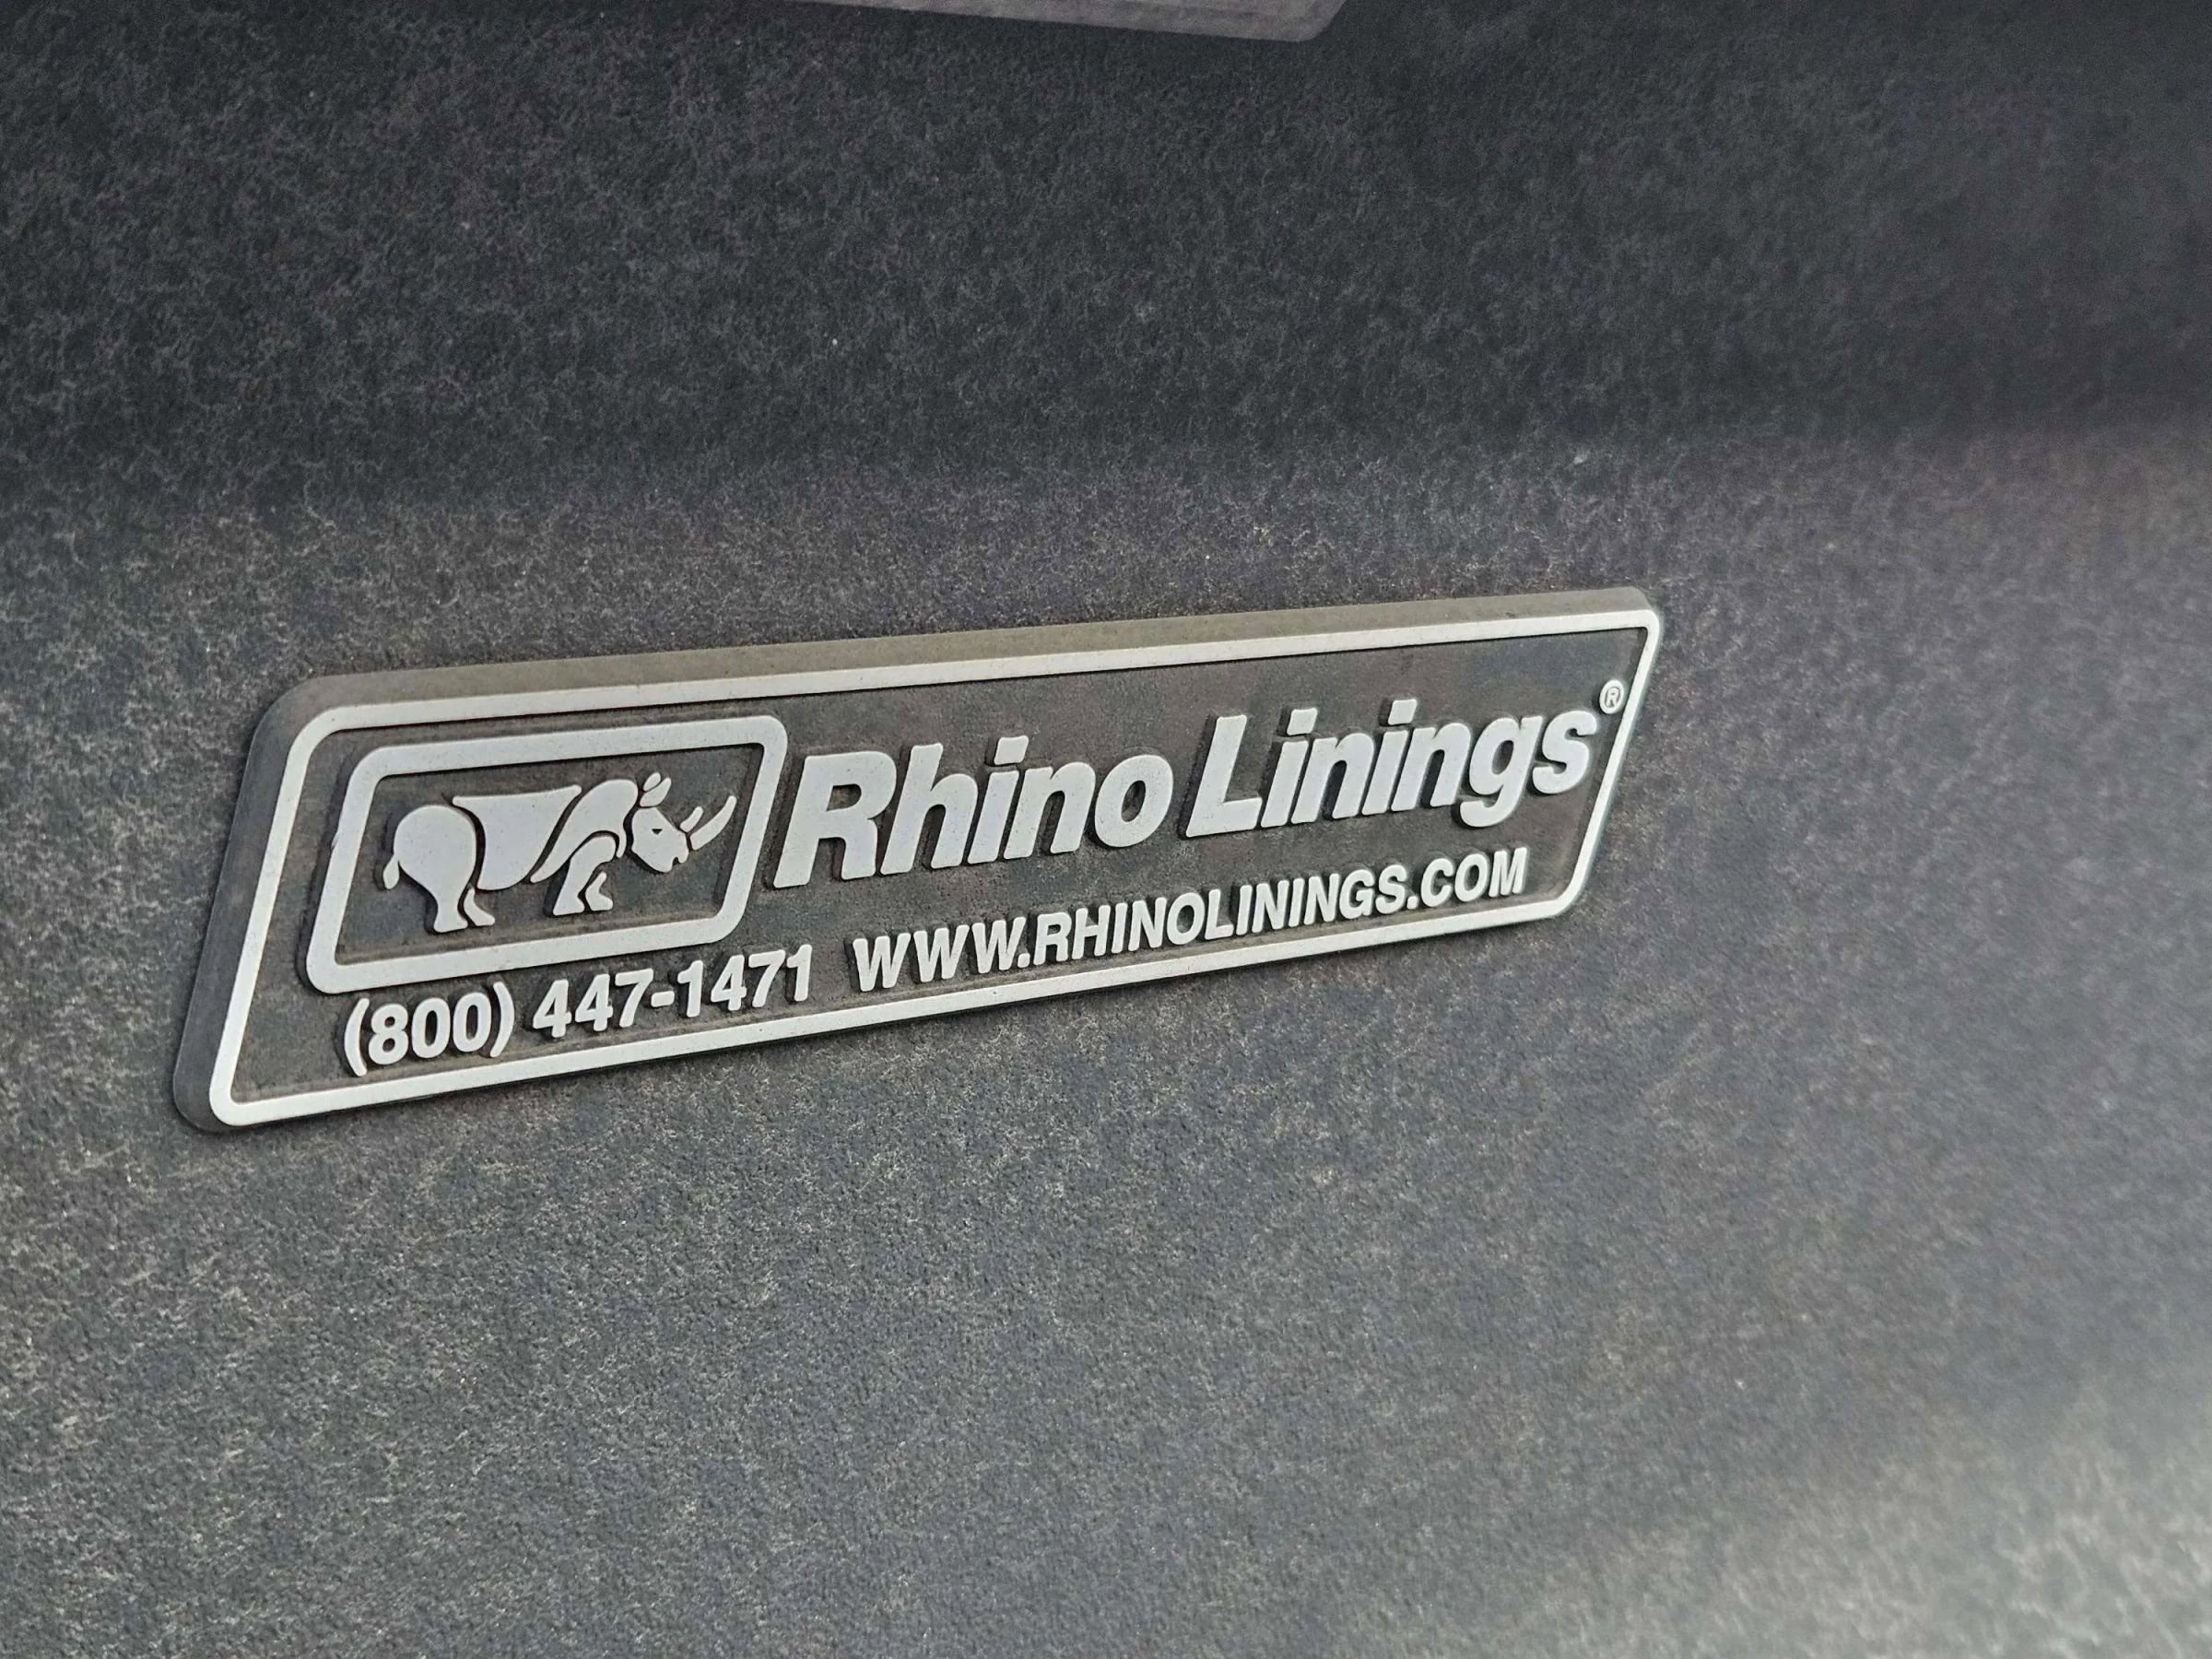 Rhino Linings®
(800) 447-1471 WWW.RHINOLININGS.COM